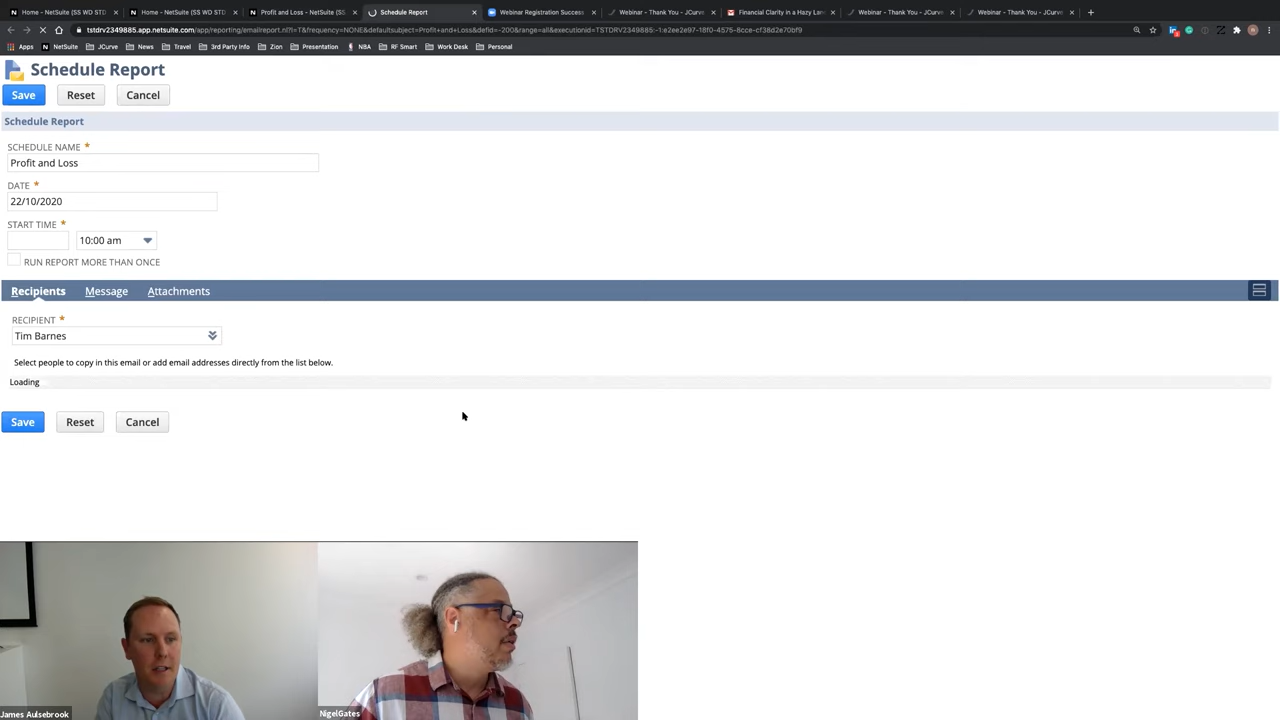 Home - NetSuite (SS WD STD
Home - NetSuite (SS WD STD
Profit and Loss - NetSuite (SS
Schedule Report
Webinar Registration Success
Webinar - Thank You - JCurve
Financial Clarity in a Hazy Lan
Webinar - Thank You - JCurve
Webinar - Thank You - JCurve
Apps
NetSuite
JCurve
News
Travel
3rd Party Info
Zion
Presentation
NBA
RF Smart
Work Desk
Personal
Schedule Report
Save
Reset
Cancel
Schedule Report
SCHEDULE NAME *
Profit and Loss
DATE *
22/10/2020
START TIME *
10:00 am
RUN REPORT MORE THAN ONCE
Recipients
Message
Attachments
RECIPIENT *
Tim Barnes
Select people to copy in this email or add email addresses directly from the list below.
Loading
Save
Reset
Cancel
James Aulsebrook
NigelGates